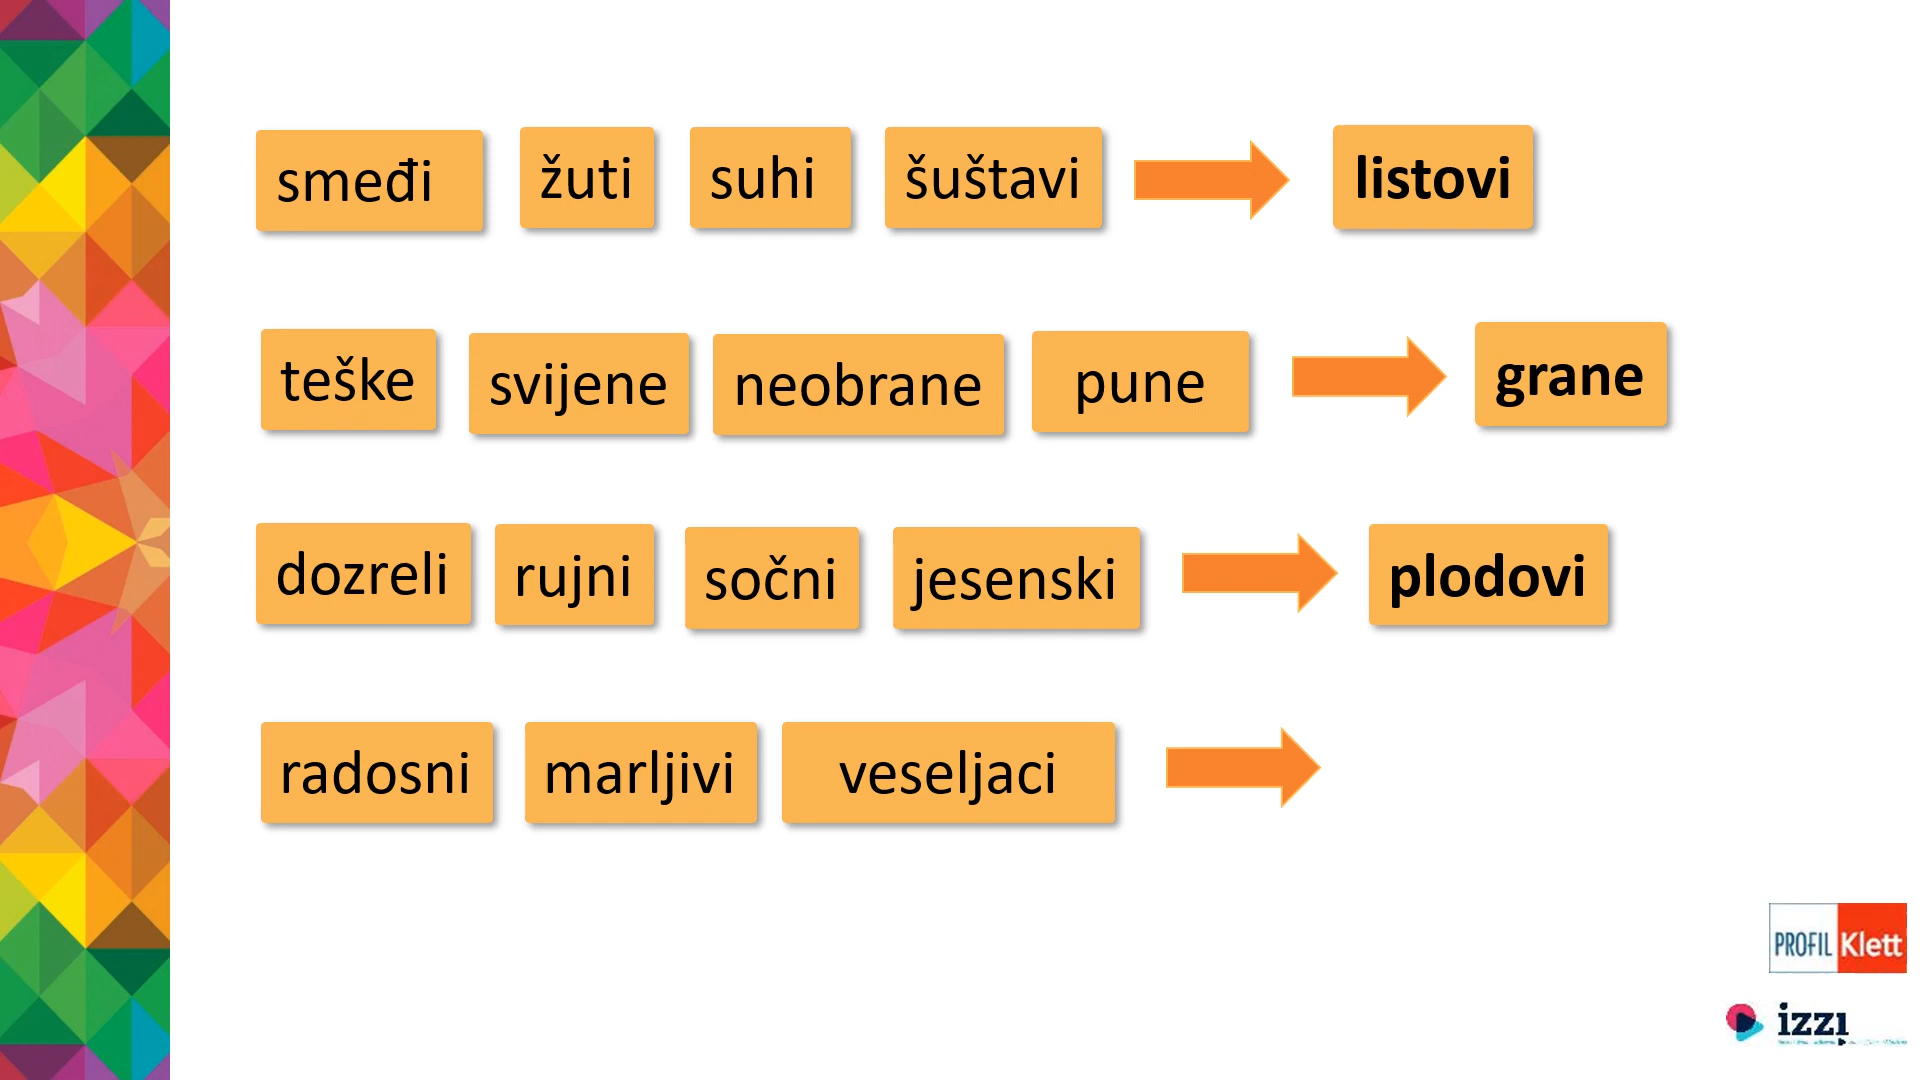 smeđi žuti suhi šuštavi listovi
teške svijene neobrane pune grane
dozreli rujni sočni jesenski plodovi
radosni marljivi veseljaci
PROFIL Klett
izzi